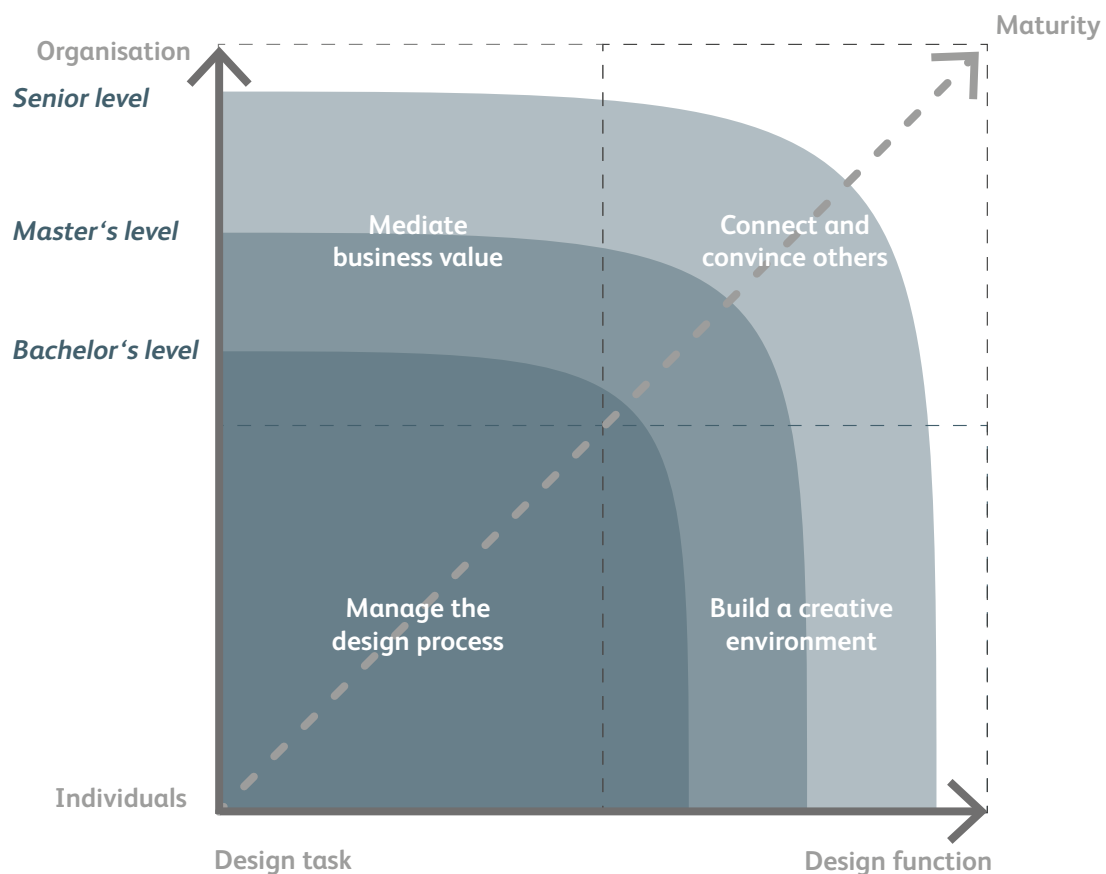 Maturity
Organisation
Senior level
Master‘s level
Bachelor‘s level
Mediate
business value
Connect and
convince others
Manage the
design process
Build a creative
environment
Individuals
Design task
Design function